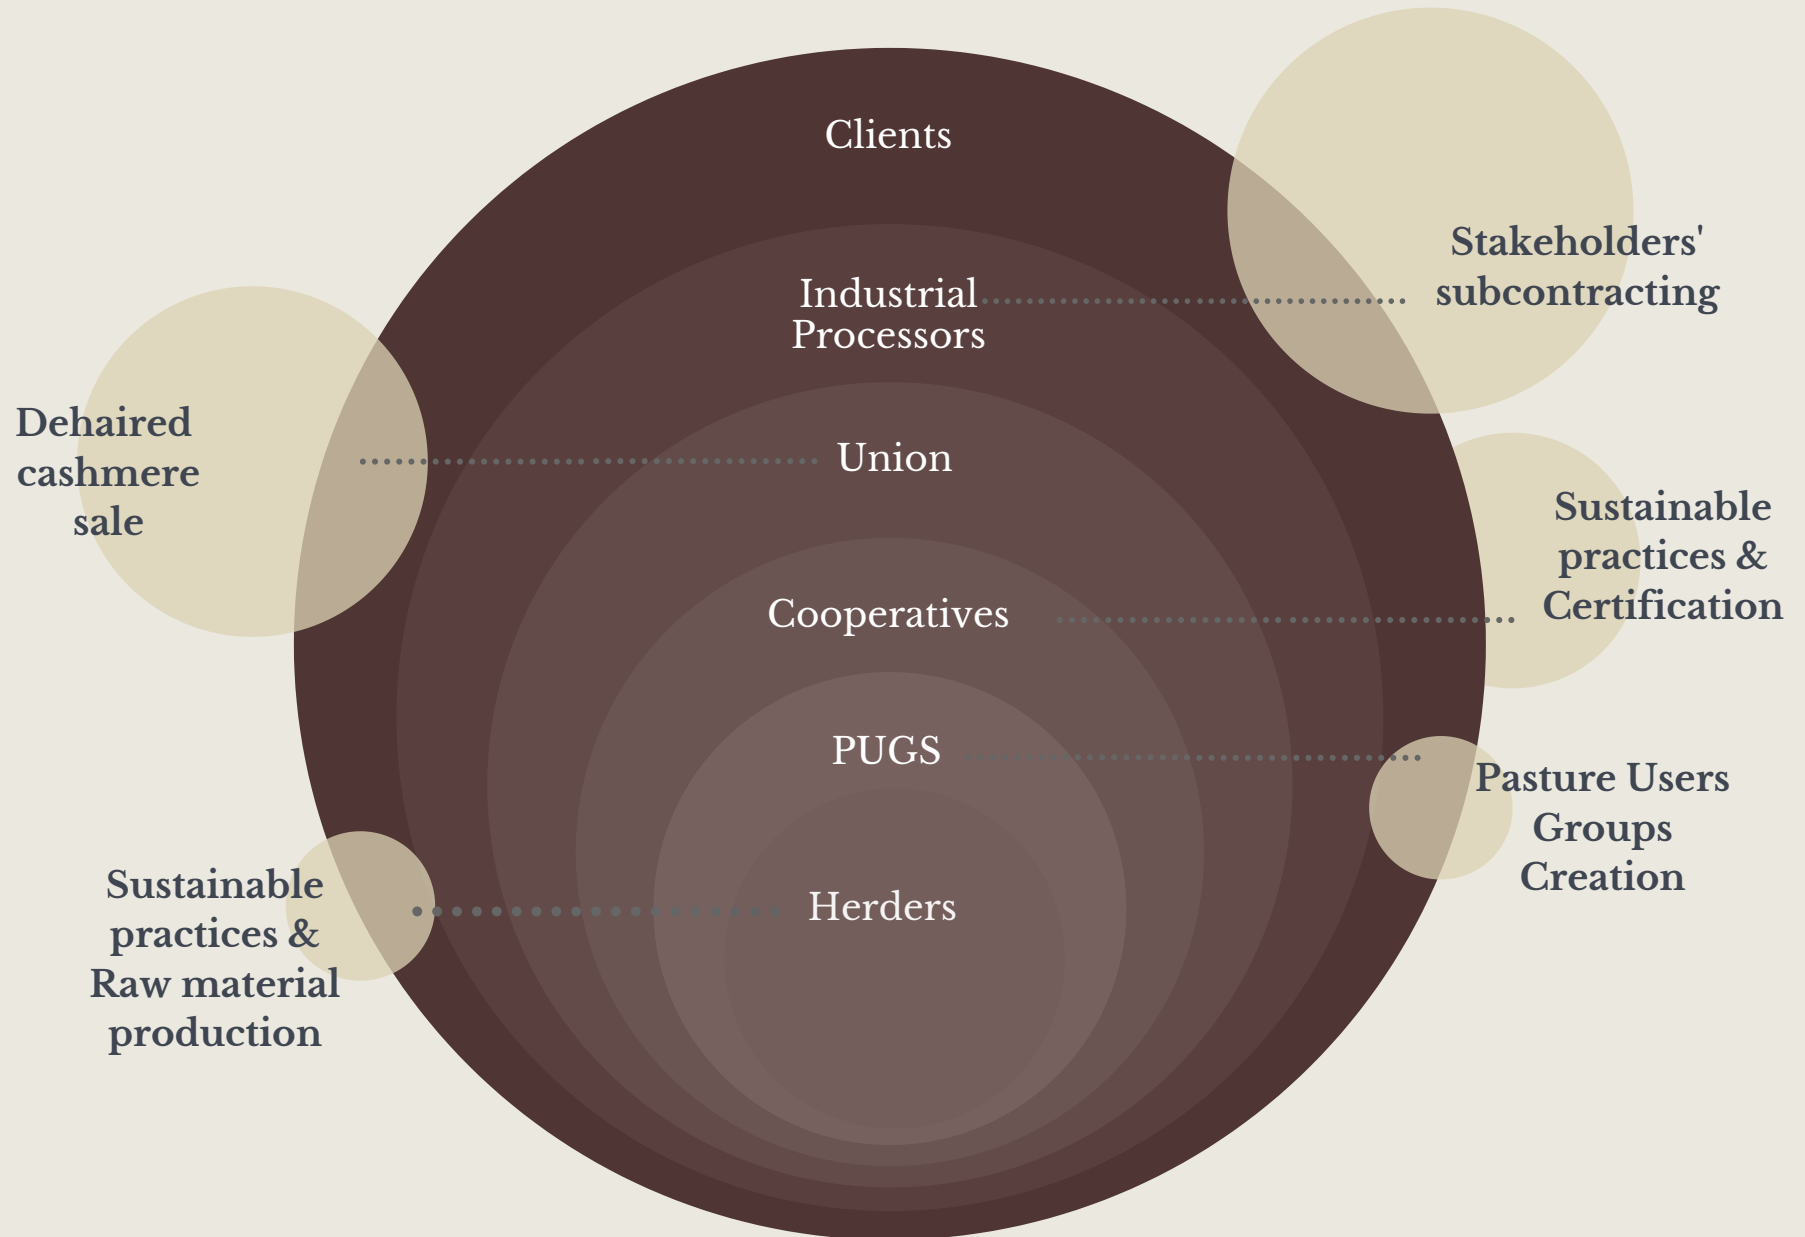 Clients
Industrial
Processors
Stakeholders'
subcontracting
Dehaired
cashmere
sale
Union
Sustainable
practices &
Certification
Cooperatives
PUGS
Pasture Users
Groups
Creation
Herders
Sustainable
practices &
Raw material
production